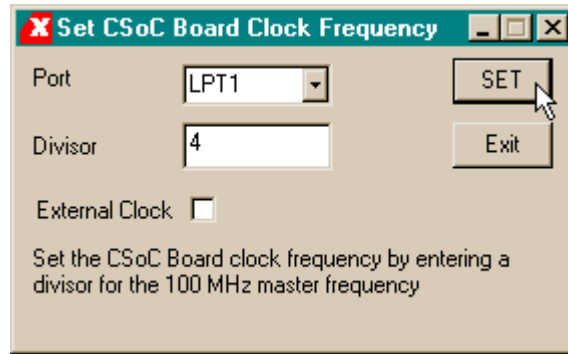 X Set CSoC Board Clock Frequency
Port LPT1 SET
Divisor 4 Exit
External Clock
Set the CSoC Board clock frequency by entering a
divisor for the 100 MHz master frequency